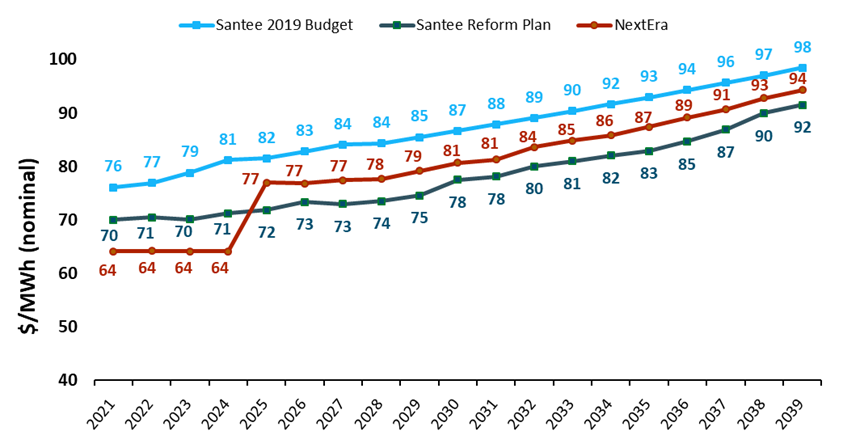 Santee 2019 Budget Santee Reform Plan NextEra
$/MWh (nominal)
100
90
80
70
60
50
40
76 77 79 81 82 83 84 84 85 87 88 89 90 92 93 94 96 97 98
64 64 64 64 77 77 77 78 79 81 81 84 85 86 87 89 91 93 94
70 71 70 71 72 73 73 74 75 78 78 80 81 82 83 85 87 90 92
2021 2022 2023 2024 2025 2026 2027 2028 2029 2030 2031 2032 2033 2034 2035 2036 2037 2038 2039